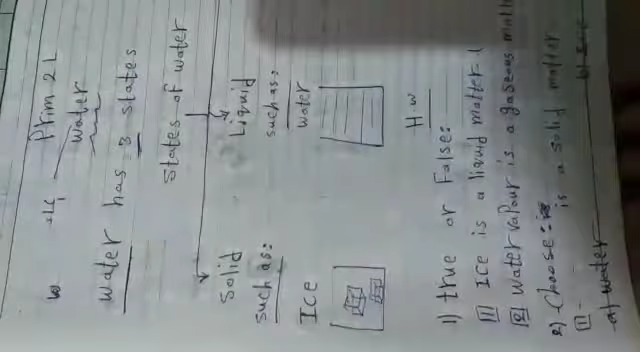 Prim 2
water
water has 3 states
States of water
Solid
Liquid
such as:
such as:
Ice
water
Hw
1) true or False:
1 Ice is a liquid matter (
2 water vapour is a gaseous matt
2) Choose:
1- is a solid matter
a) water